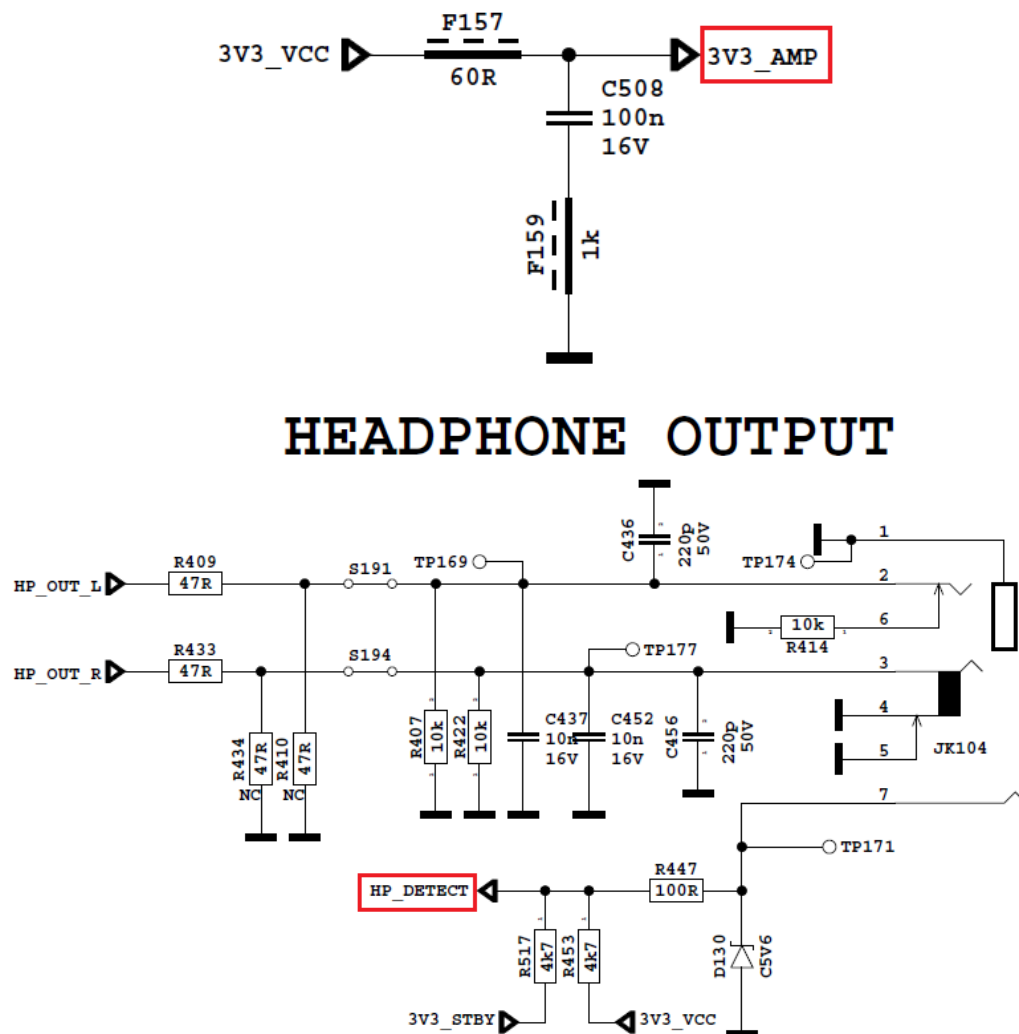 F157
3V3_VCC
60R
3V3_AMP
C508
100n
16V
F159
1k
HEADPHONE OUTPUT
C436
220p
50V
1
TP174
R409
47R
HP_OUT_L
S191
TP169
2
10k
R414
6
R433
47R
HP_OUT_R
S194
TP177
3
R434
47R
NC
R410
47R
NC
R407
10k
R422
10k
C437
10n
16V
C452
10n
16V
C456
220p
50V
4
5
JK104
7
TP171
R447
100R
HP_DETECT
R517
4k7
R453
4k7
D130
C5V6
3V3_STBY
3V3_VCC